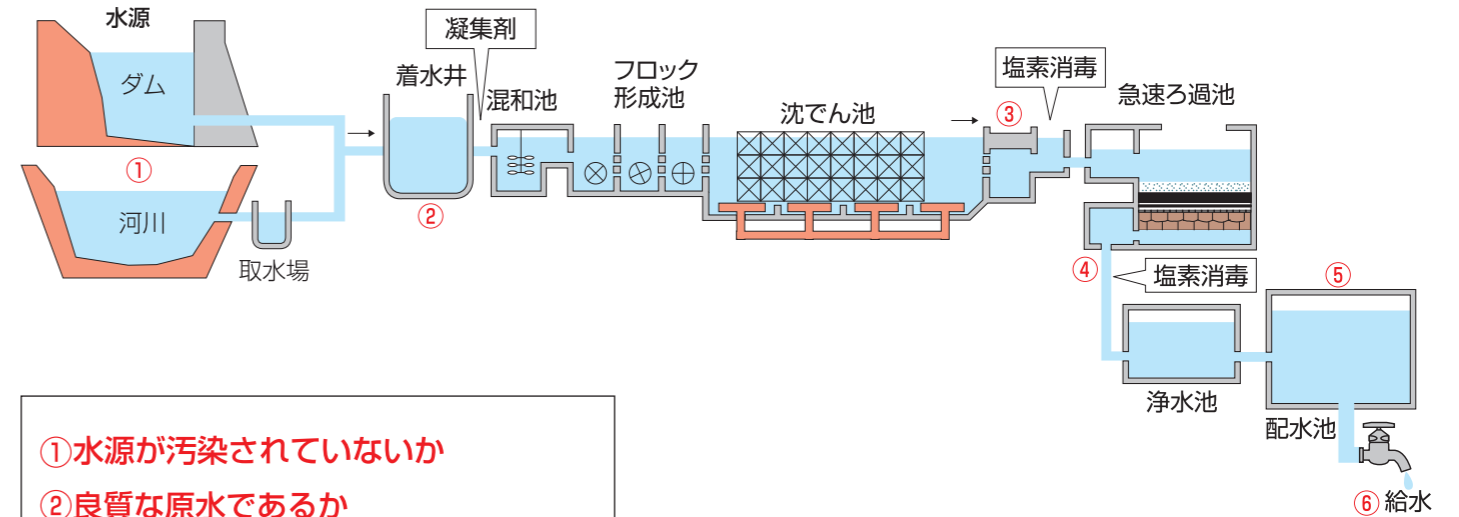 水源
ダム
①
河川
取水場
着水井
②
凝集剤
混和池
フロック
形成池
沈でん池
③
塩素消毒
急速ろ過池
④
塩素消毒
浄水池
⑤
配水池
⑥給水
①水源が汚染されていないか
②良質な原水であるか